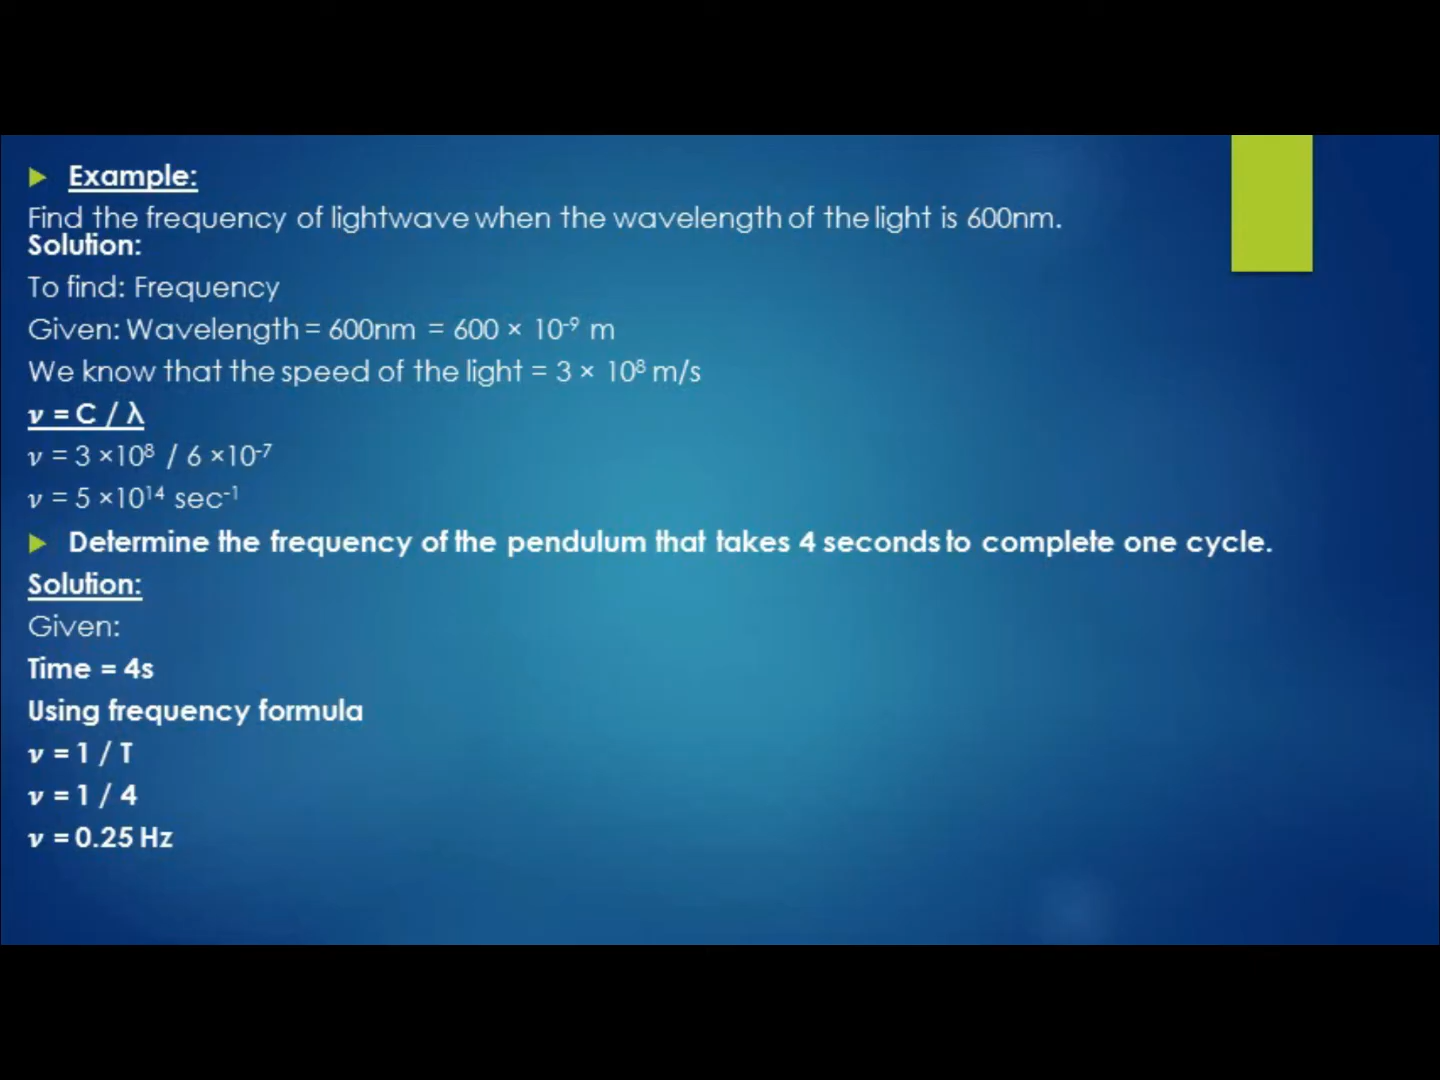 Example:
Find the frequency of lightwave when the wavelength of the light is 600nm.
Solution:
To find: Frequency
Given: Wavelength = 600nm = 600 × 10⁻⁹ m
We know that the speed of the light = 3 × 10⁸ m/s
ν = C / λ
ν = 3 ×10⁸ / 6 ×10⁻⁷
ν = 5 ×10¹⁴ sec⁻¹
Determine the frequency of the pendulum that takes 4 seconds to complete one cycle.
Solution:
Given:
Time = 4s
Using frequency formula
ν = 1 / T
ν = 1 / 4
ν = 0.25 Hz